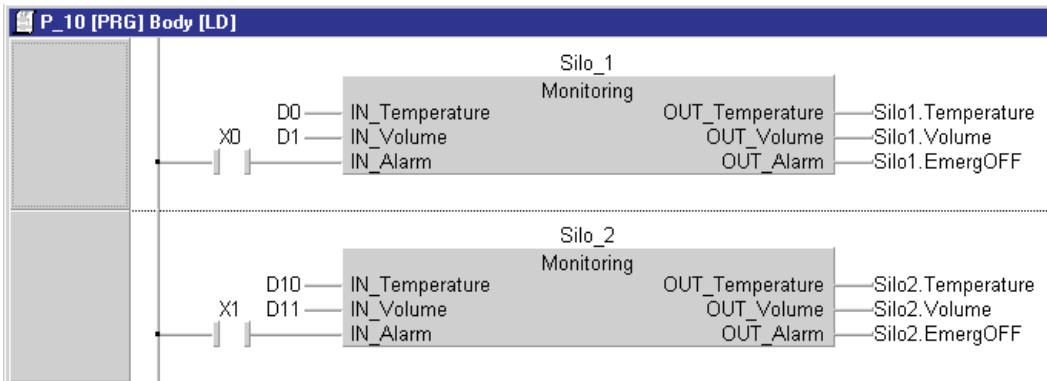 P_10 [PRG] Body [LD]
Silo_1
Monitoring
D0 IN_Temperature OUT_Temperature Silo1.Temperature
X0 D1 IN_Volume OUT_Volume Silo1.Volume
IN_Alarm OUT_Alarm Silo1.EmergOFF
Silo_2
Monitoring
D10 IN_Temperature OUT_Temperature Silo2.Temperature
X1 D11 IN_Volume OUT_Volume Silo2.Volume
IN_Alarm OUT_Alarm Silo2.EmergOFF